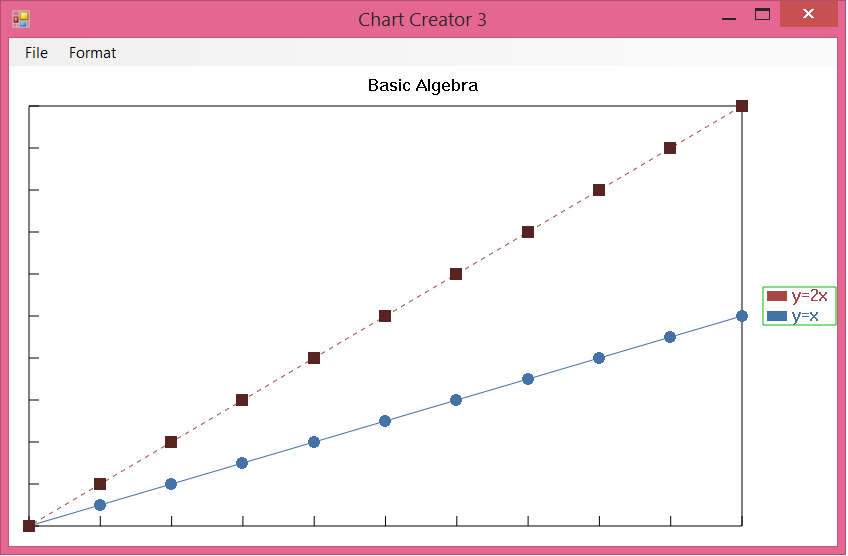 Chart Creator 3
File Format
Basic Algebra
y=2x
y=x